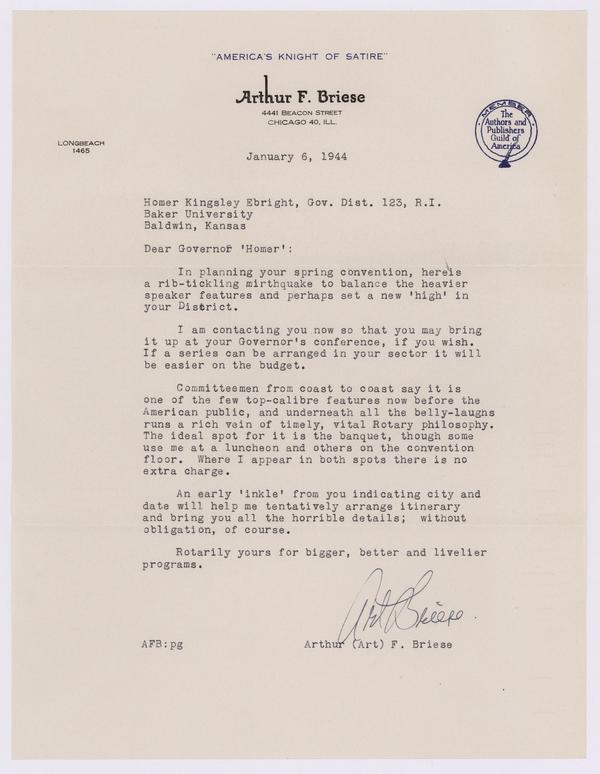 "AMERICA'S KNIGHT OF SATIRE"
Arthur F. Briese
4441 BEACON STREET
CHICAGO 40, ILL.
LONGBEACH
1465
MEMBER
The
Authors and
Publishers
Guild of
America
January 6, 1944
Homer Kingsley Ebright, Gov. Dist. 123, R.I.
Baker University
Baldwin, Kansas
Dear Governor 'Homer':
In planning your spring convention, here's
a rib-tickling mirthquake to balance the heavier
speaker features and perhaps set a new 'high' in
your District.
I am contacting you now so that you may bring
it up at your Governor's conference, if you wish.
If a series can be arranged in your sector it will
be easier on the budget.
Committeemen from coast to coast say it is
one of the few top-calibre features now before the
American public, and underneath all the belly-laughs
runs a rich vein of timely, vital Rotary philosophy.
The ideal spot for it is the banquet, though some
use me at a luncheon and others on the convention
floor.  Where I appear in both spots there is no
extra charge.
An early 'inkle' from you indicating city and
date will help me tentatively arrange itinerary
and bring you all the horrible details;  without
obligation, of course.
Rotarily yours for bigger, better and livelier
programs.
Art Briese.
AFB:pg
Arthur (Art) F. Briese